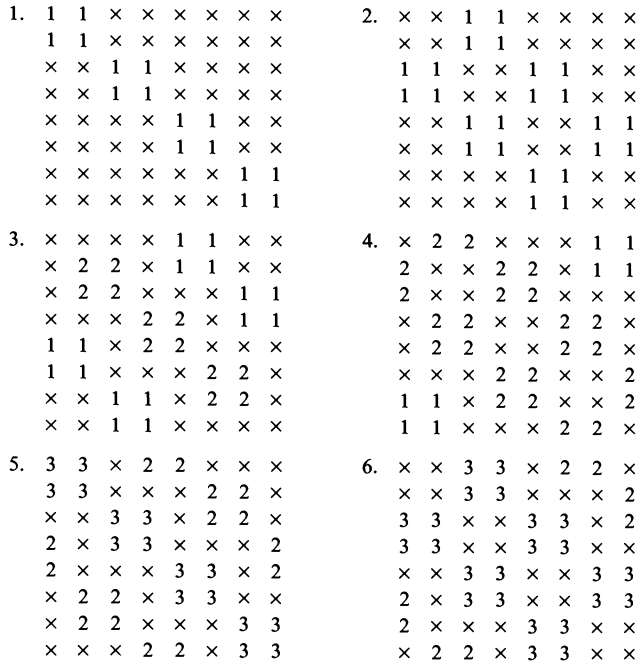 1. 1 1 × × × × × ×
1 1 × × × × × ×
× × 1 1 × × × ×
× × 1 1 × × × ×
× × × × 1 1 × ×
× × × × 1 1 × ×
× × × × × × 1 1
× × × × × × 1 1
2. × × 1 1 × × × ×
× × 1 1 × × × ×
1 1 × × 1 1 × ×
1 1 × × 1 1 × ×
× × 1 1 × × 1 1
× × 1 1 × × 1 1
× × × × 1 1 × ×
× × × × 1 1 × ×
3. × × × × 1 1 × ×
× 2 2 × 1 1 × ×
× 2 2 × × × 1 1
× × × 2 2 × 1 1
1 1 × 2 2 × × ×
1 1 × × × 2 2 ×
× × 1 1 × 2 2 ×
× × 1 1 × × × ×
4. × 2 2 × × × 1 1
2 × × 2 2 × 1 1
2 × × 2 2 × × ×
× 2 2 × × 2 2 ×
× 2 2 × × 2 2 ×
× × × 2 2 × × 2
1 1 × 2 2 × × 2
1 1 × × × 2 2 ×
5. 3 3 × 2 2 × × ×
3 3 × × × 2 2 ×
× × 3 3 × 2 2 ×
2 × 3 3 × × × 2
2 × × × 3 3 × 2
× 2 2 × 3 3 × ×
× 2 2 × × × 3 3
× × × 2 2 × 3 3
6. × × 3 3 × 2 2 ×
× × 3 3 × × × 2
3 3 × × 3 3 × 2
3 3 × × 3 3 × ×
× × 3 3 × × 3 3
2 × 3 3 × × 3 3
2 × × × 3 3 × ×
× 2 2 × 3 3 × ×